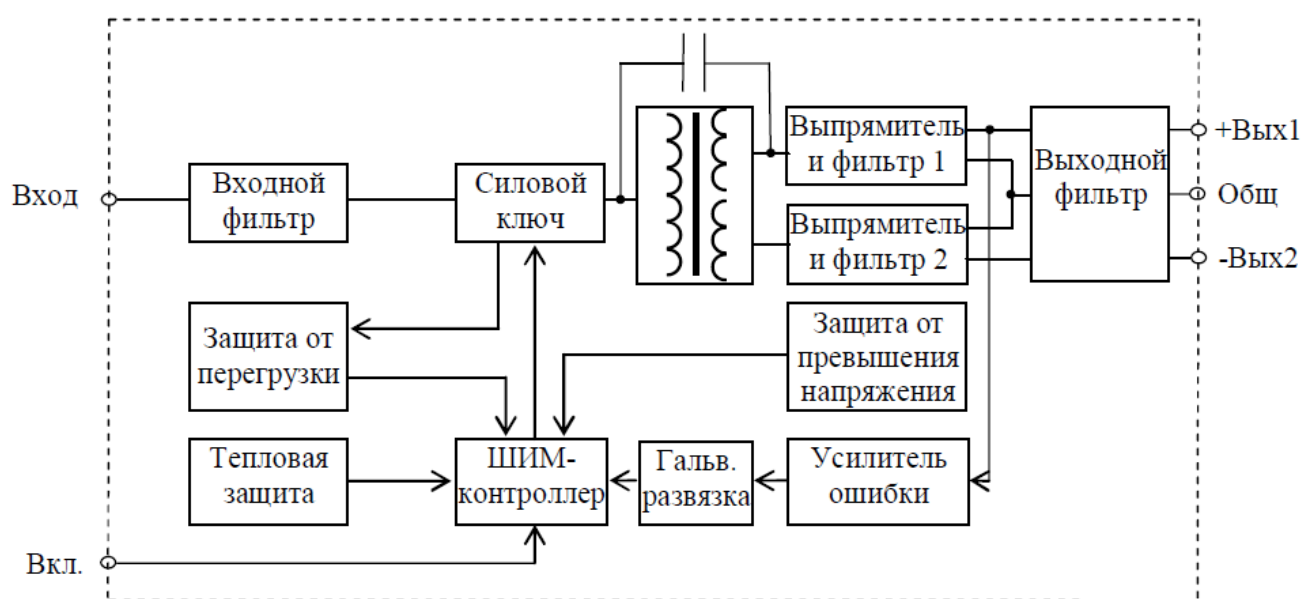 Вход
Входной
фильтр
Силовой
ключ
Выпрямитель
и фильтр 1
Выпрямитель
и фильтр 2
Выходной
фильтр
+Вых1
Общ
-Вых2
Защита от
перегрузки
Защита от
превышения
напряжения
Тепловая
защита
ШИМ-
контроллер
Гальв.
развязка
Усилитель
ошибки
Вкл.